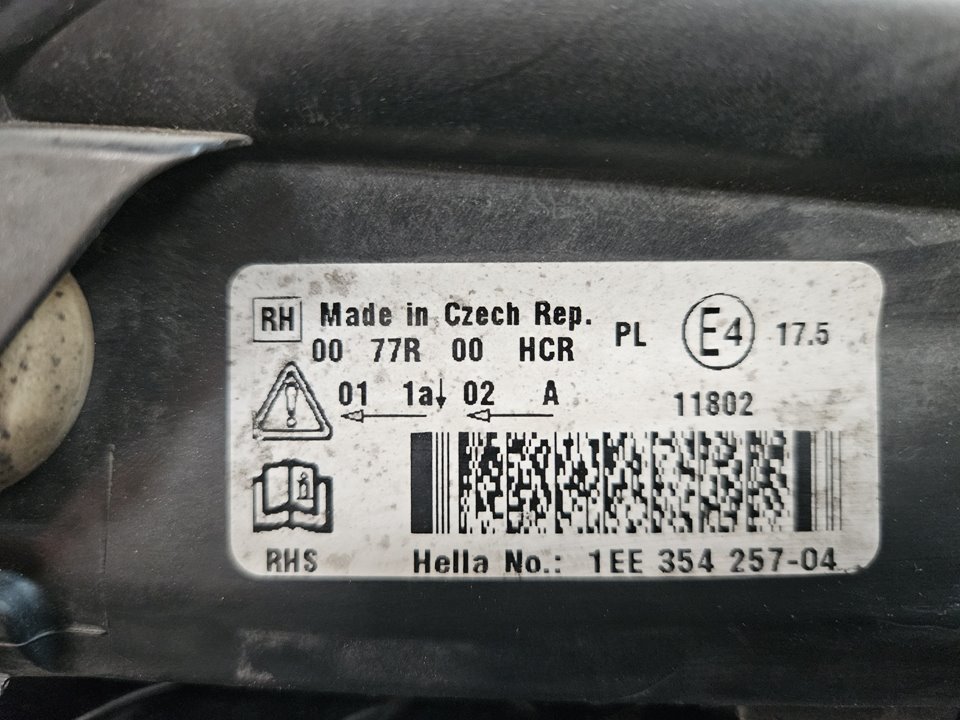 RH Made in Czech Rep. PL E4 17.5
00 77R 00 HCR
01 1a↓ 02 A 11802
RHS Hella No.: 1EE 354 257-04